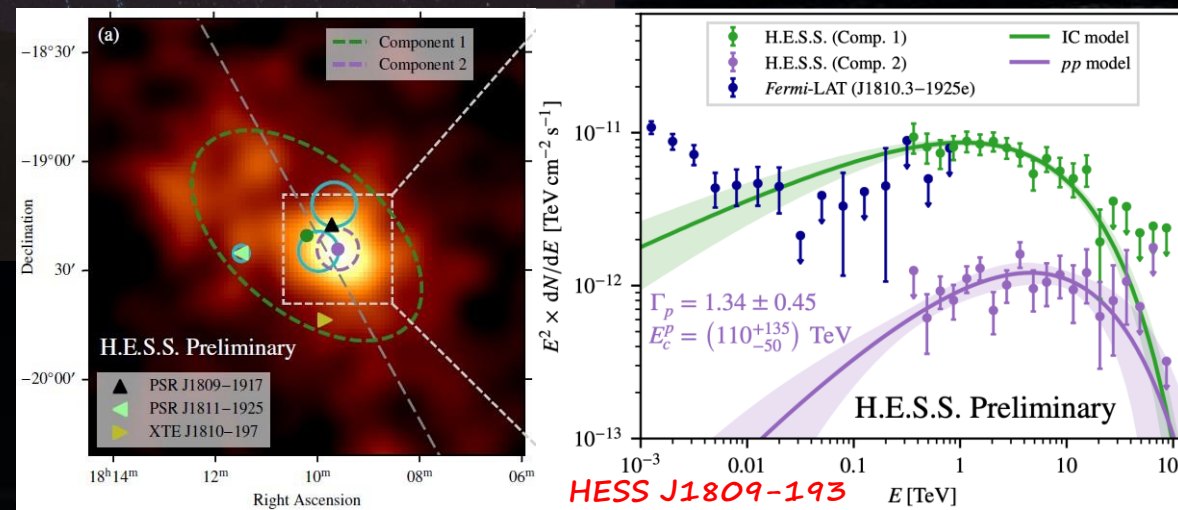 (a)
Component 1
Component 2
−18°30′
−19°00′
30′
−20°00′
Declination
H.E.S.S. Preliminary
PSR J1809−1917
PSR J1811−1925
XTE J1810−197
18ʰ14ᵐ
12ᵐ
10ᵐ
08ᵐ
06ᵐ
Right Ascension
H.E.S.S. (Comp. 1)
H.E.S.S. (Comp. 2)
Fermi-LAT (J1810.3−1925e)
IC model
pp model
E² × dN/dE [TeV cm⁻² s⁻¹]
10⁻¹¹
10⁻¹²
10⁻¹³
Γₚ = 1.34 ± 0.45
E_c^p = (110⁺¹³⁵₋₅₀) TeV
H.E.S.S. Preliminary
10⁻³
0.01
0.1
1
10
HESS J1809-193
E [TeV]